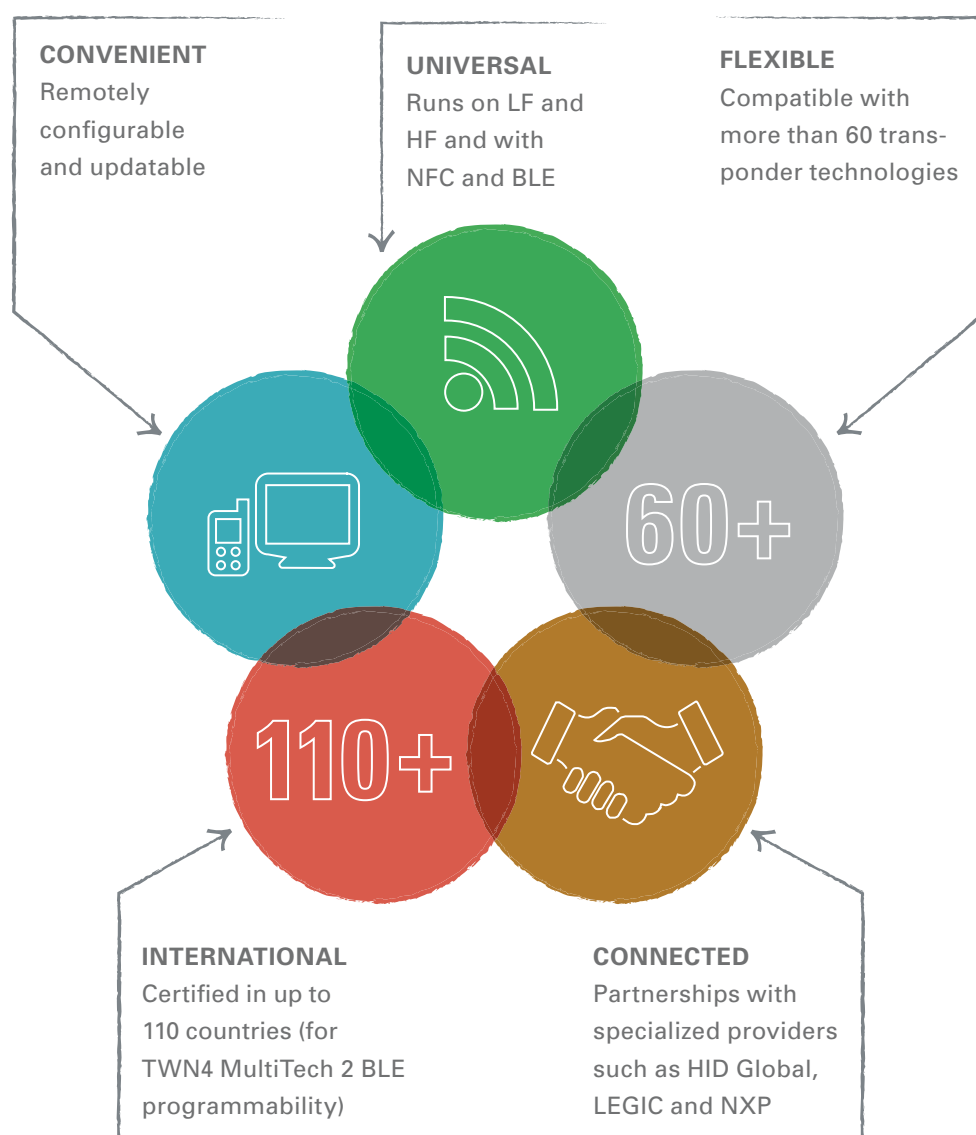 CONVENIENT
Remotely
configurable
and updatable
UNIVERSAL
Runs on LF and
HF and with
NFC and BLE
FLEXIBLE
Compatible with
more than 60 trans-
ponder technologies
60+
110+
INTERNATIONAL
Certified in up to
110 countries (for
TWN4 MultiTech 2 BLE
programmability)
CONNECTED
Partnerships with
specialized providers
such as HID Global,
LEGIC and NXP